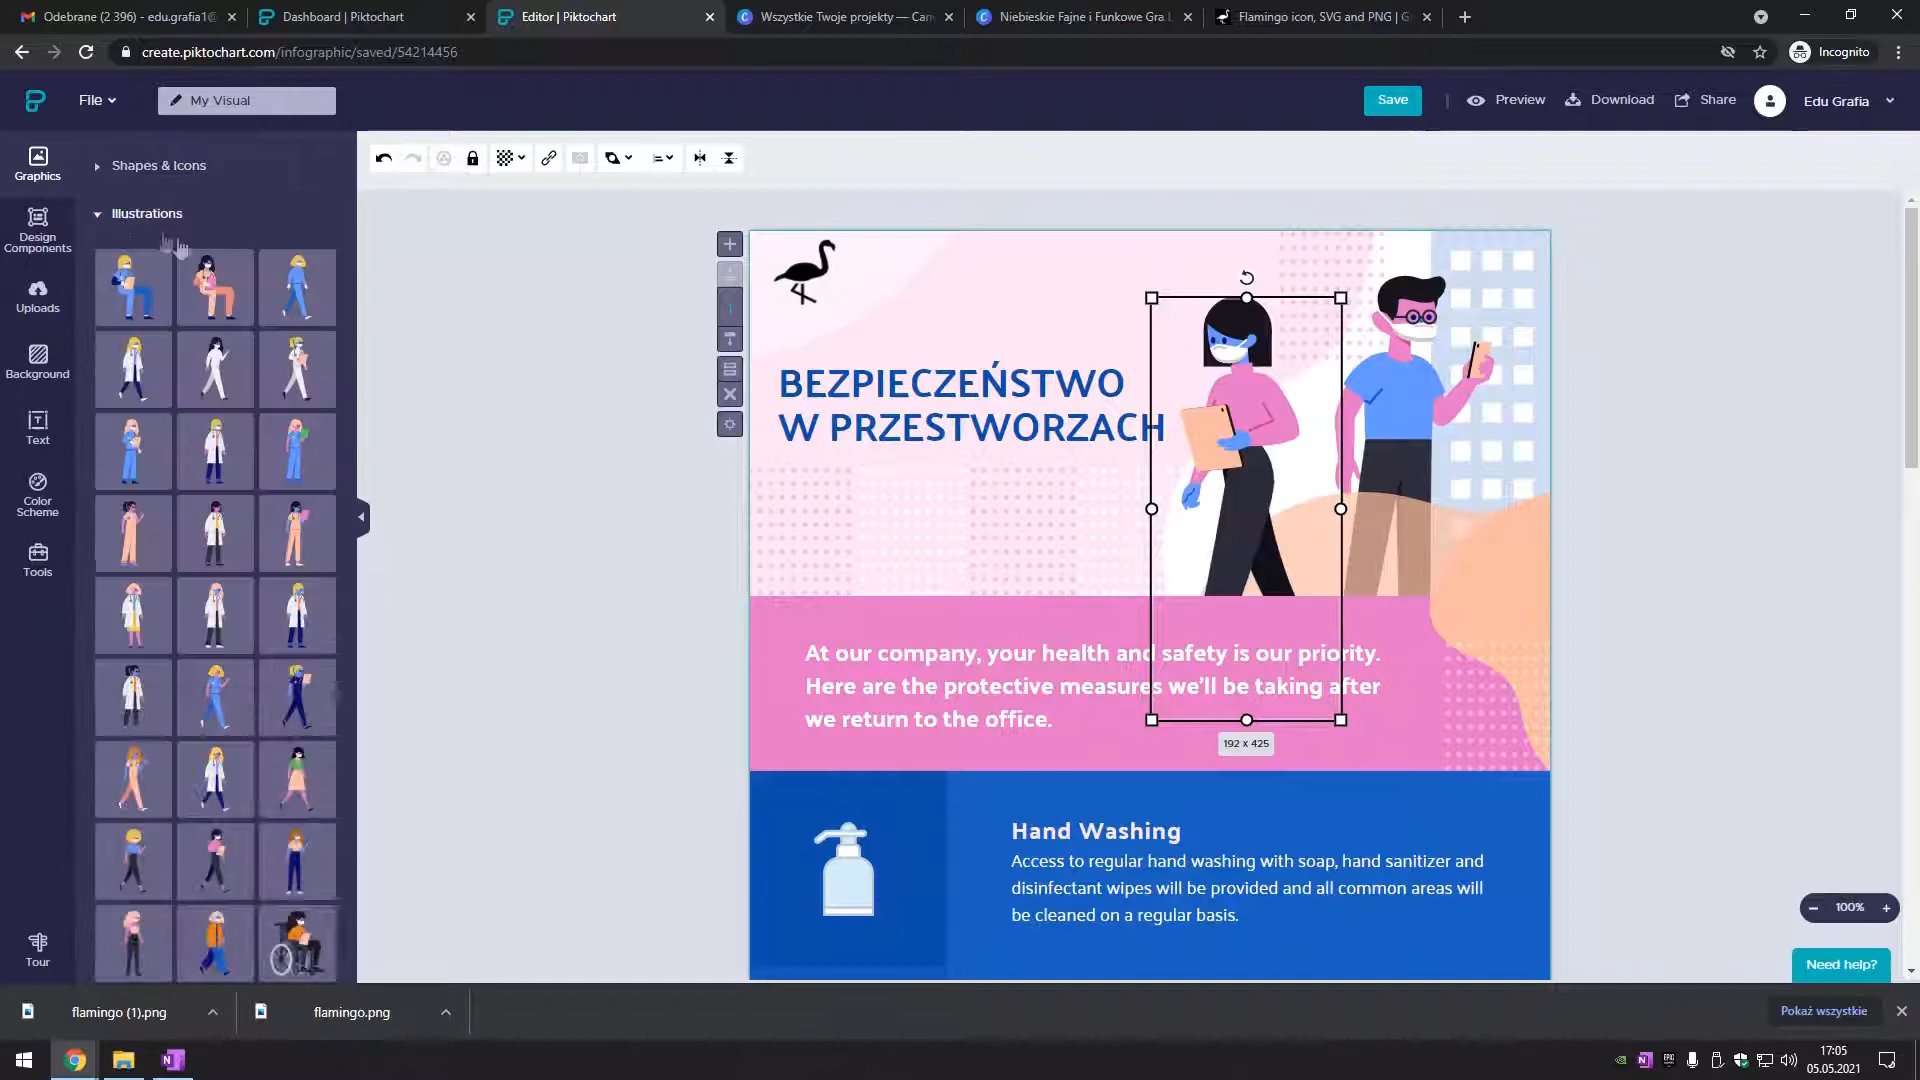 Odebrane (2 396) - edu.grafia1@
Dashboard | Piktochart
Editor | Piktochart
Wszystkie Twoje projekty — Can
Niebieskie Fajne i Funkowe Gra L
Flamingo icon, SVG and PNG | G
create.piktochart.com/infographic/saved/54214456
Incognito
File
My Visual
Save
Preview
Download
Share
Edu Grafia
Graphics
Design
Components
Uploads
Background
Text
Color
Scheme
Tools
Tour
Shapes & Icons
Illustrations
BEZPIECZEŃSTWO
W PRZESTWORZACH
At our company, your health and safety is our priority.
Here are the protective measures we'll be taking after
we return to the office.
192 x 425
Hand Washing
Access to regular hand washing with soap, hand sanitizer and
disinfectant wipes will be provided and all common areas will
be cleaned on a regular basis.
100%
Need help?
flamingo (1).png
flamingo.png
Pokaż wszystkie
17:05
05.05.2021